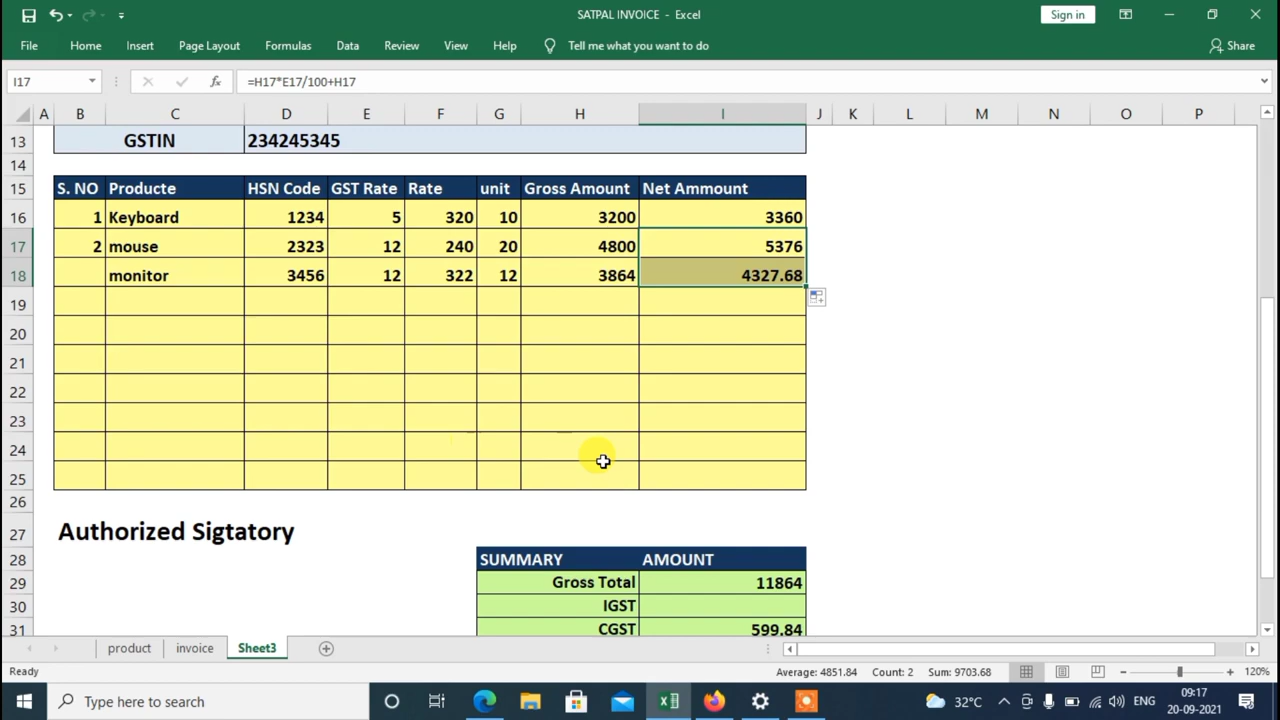 SATPAL INVOICE - Excel
Sign in
File Home Insert Page Layout Formulas Data Review View Help Tell me what you want to do Share
I17 fx =H17*E17/100+H17
A B C D E F G H I J K L M N O P
13 GSTIN 234245345
14
15 S. NO Producte HSN Code GST Rate Rate unit Gross Amount Net Ammount
16 1 Keyboard 1234 5 320 10 3200 3360
17 2 mouse 2323 12 240 20 4800 5376
18 monitor 3456 12 322 12 3864 4327.68
19
20
21
22
23
24
25
26
27 Authorized Sigtatory
28 SUMMARY AMOUNT
29 Gross Total 11864
30 IGST
31 CGST 599.84
product invoice Sheet3
Ready Average: 4851.84 Count: 2 Sum: 9703.68 120%
Type here to search 32°C ENG 09:17
20-09-2021